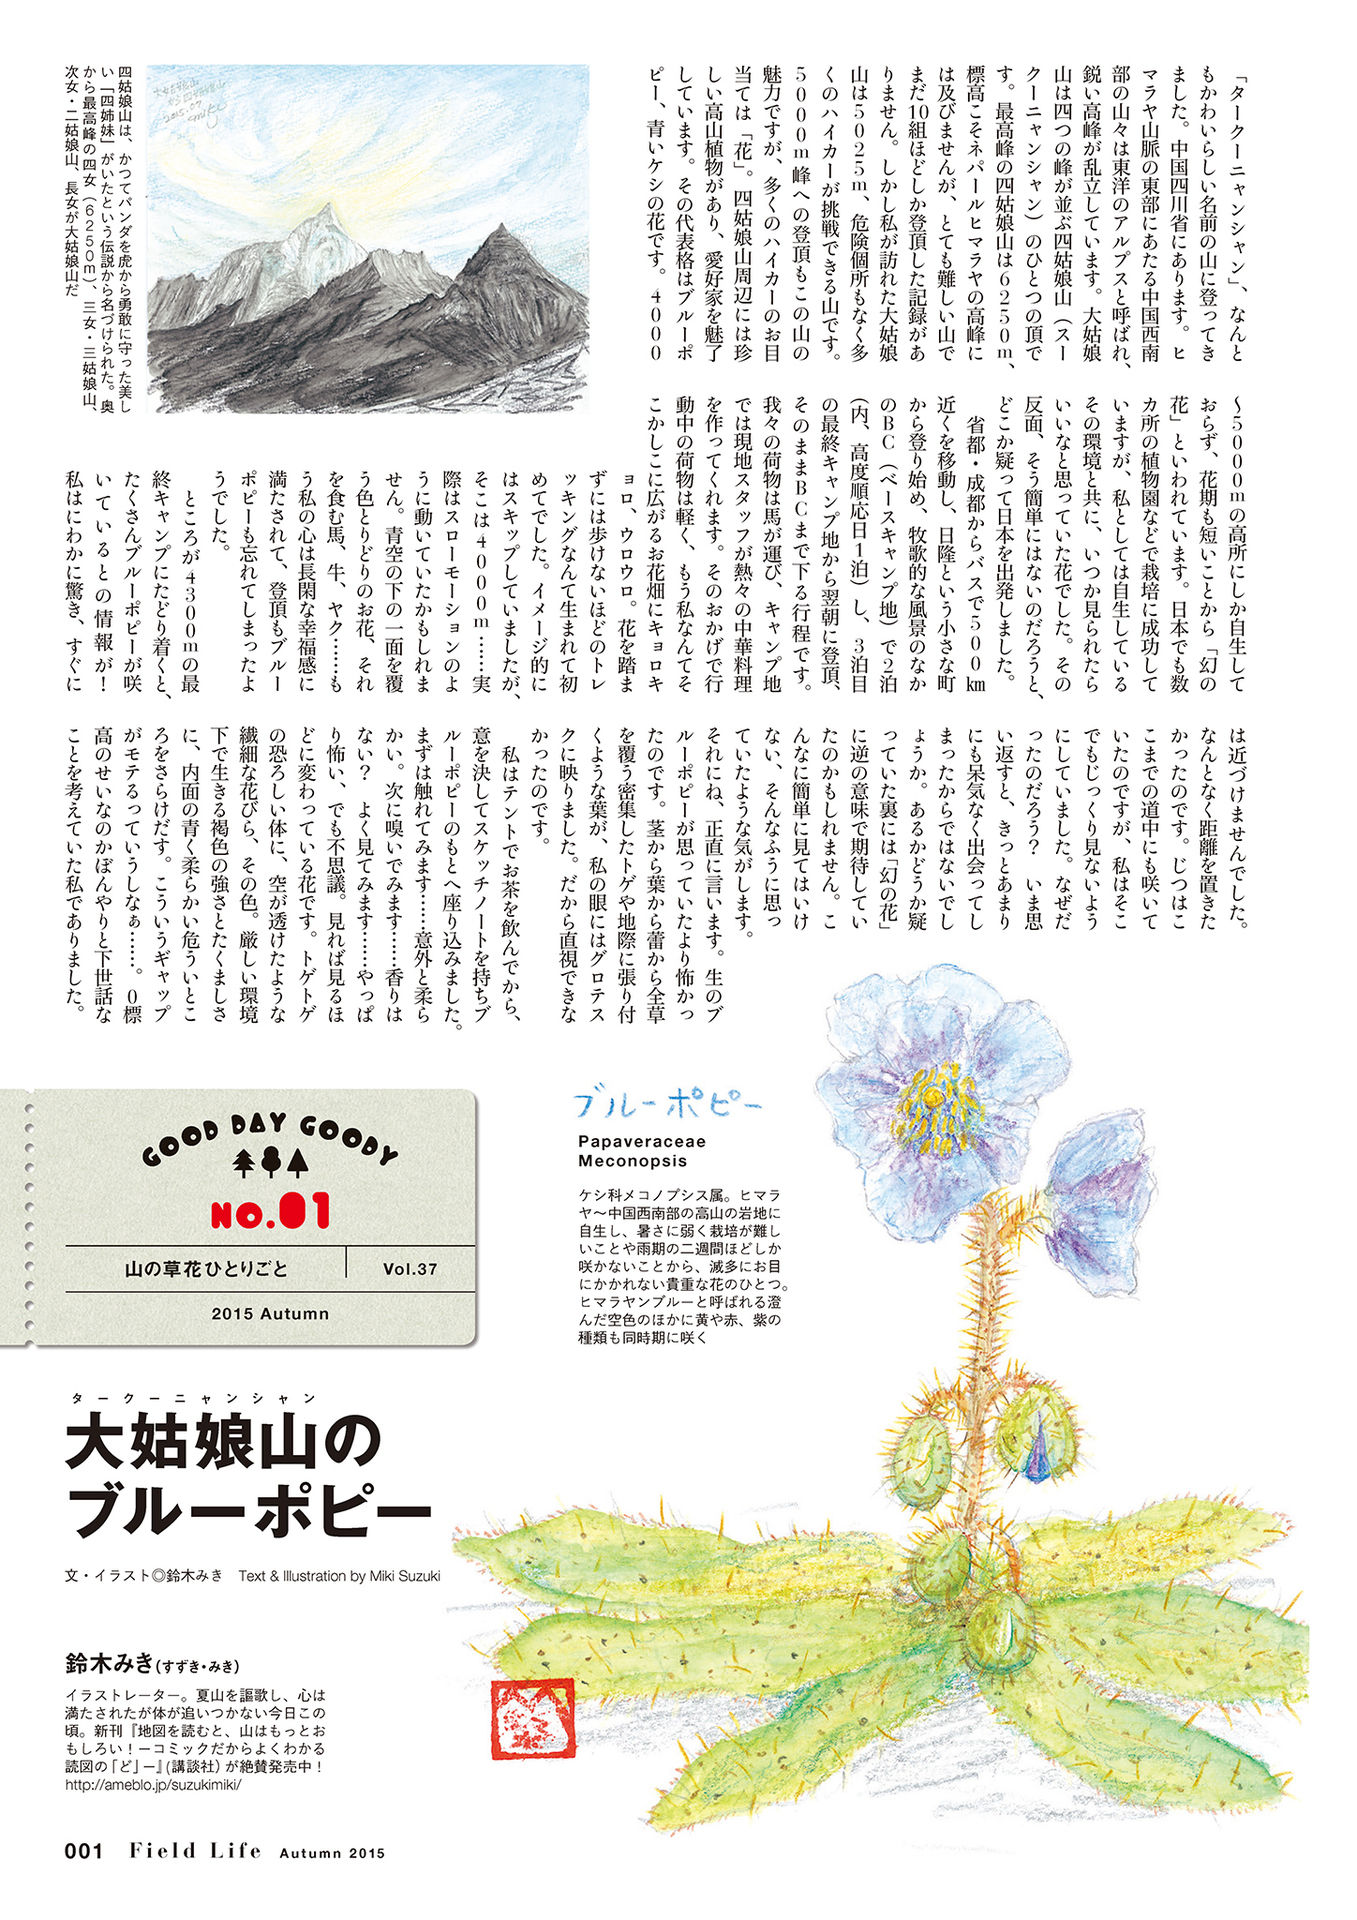 「タークーニャンシャン」、なんと
もかわいらしい名前の山に登ってき
ました。中国四川省にあります。ヒ
マラヤ山脈の東部にあたる中国西南
部の山々は東洋のアルプスと呼ばれ、
鋭い高峰が乱立しています。大姑娘
山は四つの峰が並ぶ四姑娘山（スー
クーニャンシャン）のひとつの頂で
す。最高峰の四姑娘山は6250m、
標高こそネパールヒマラヤの高峰に
は及びませんが、とても難しい山で
まだ10組ほどしか登頂した記録があ
りません。しかし私が訪れた大姑娘
山は5025m、危険個所もなく多
くのハイカーが挑戦できる山です。
5000m峰への登頂もこの山の
魅力ですが、多くのハイカーのお目
当ては「花」。四姑娘山周辺には珍
しい高山植物があり、愛好家を魅了
しています。その代表格はブルーポ
ピー、青いケシの花です。4000
〜5000mの高所にしか自生して
おらず、花期も短いことから「幻の
花」といわれています。日本でも数
カ所の植物園などで栽培に成功して
いますが、私としては自生している
その環境と共に、いつか見られたら
いいなと思っていた花でした。その
反面、そう簡単にはないのだろうと、
どこか疑って日本を出発しました。
省都・成都からバスで500㎞
近くを移動し、日隆という小さな町
から登り始め、牧歌的な風景のなか
のBC（ベースキャンプ地）で2泊
（内、高度順応日1泊）し、3泊目
の最終キャンプ地から翌朝に登頂、
そのままBCまで下る行程です。
我々の荷物は馬が運び、キャンプ地
では現地スタッフが熱々の中華料理
を作ってくれます。そのおかげで行
動中の荷物は軽く、もう私なんてそ
こかしこに広がるお花畑にキョロキ
ョロ、ウロウロ。花を踏ま
ずには歩けないほどのトレ
ッキングなんて生まれて初
めてでした。イメージ的に
はスキップしていましたが、
そこは4000m……実
際はスローモーションのよ
うに動いていたかもしれま
せん。青空の下の一面を覆
う色とりどりのお花、それ
を食む馬、牛、ヤク……も
う私の心は長閑な幸福感に
満たされて、登頂もブルー
ポピーも忘れてしまったよ
うでした。
ところが4300mの最
終キャンプにたどり着くと、
たくさんブルーポピーが咲
いているとの情報が！
私はにわかに驚き、すぐに
は近づけませんでした。
なんとなく距離を置きた
かったのです。じつはこ
こまでの道中にも咲いて
いたのですが、私はそこ
でもじっくり見ないよう
にしていました。なぜだ
ったのだろう？　いま思
い返すと、きっとあまり
にも呆気なく出会ってし
まったからではないでし
ょうか。あるかどうか疑
っていた裏には「幻の花」
に逆の意味で期待してい
たのかもしれません。こ
んなに簡単に見てはいけ
ない、そんなふうに思っ
ていたような気がします。
それにね、正直に言います。生のブ
ルーポピーが思っていたより怖かっ
たのです。茎から葉から蕾から全草
を覆う密集したトゲや地際に張り付
くような葉が、私の眼にはグロテス
クに映りました。だから直視できな
かったのです。
私はテントでお茶を飲んでから、
意を決してスケッチノートを持ちブ
ルーポピーのもとへ座り込みました。
まずは触れてみます……意外と柔ら
かい。次に嗅いでみます……香りは
ない？　よく見てみます……やっぱ
り怖い、でも不思議。見れば見るほ
どに変わっている花です。トゲトゲ
の恐ろしい体に、空が透けたような
繊細な花びら、その色。厳しい環境
下で生きる褐色の強さとたくましさ
に、内面の青く柔らかい危ういとこ
ろをさらけだす。こういうギャップ
がモテるっていうしなぁ……。0標
高のせいなのかぼんやりと下世話な
ことを考えていた私でありました。
大姑娘山
から四姑娘山
2015.07
miki
四姑娘山は、かつてパンダを虎から勇敢に守った美し
い「四姉妹」がいたという伝説から名づけられた。奥
から最高峰の四女（6250m）、三女・三姑娘山、
次女・二姑娘山、長女が大姑娘山だ
ブルーポピー
Papaveraceae
Meconopsis
ケシ科メコノプシス属。ヒマラ
ヤ〜中国西南部の高山の岩地に
自生し、暑さに弱く栽培が難し
いことや雨期の二週間ほどしか
咲かないことから、滅多にお目
にかかれない貴重な花のひとつ。
ヒマラヤンブルーと呼ばれる澄
んだ空色のほかに黄や赤、紫の
種類も同時期に咲く
GOOD DAY GOODY
NO.01
山の草花ひとりごと
Vol.37
2015 Autumn
タークーニャンシャン
大姑娘山の
ブルーポピー
文・イラスト◎鈴木みき　Text & Illustration by Miki Suzuki
鈴木みき（すずき・みき）
イラストレーター。夏山を謳歌し、心は
満たされたが体が追いつかない今日この
頃。新刊『地図を読むと、山はもっとお
もしろい！ーコミックだからよくわかる
読図の「ど」ー』（講談社）が絶賛発売中！
http://ameblo.jp/suzukimiki/
001 Field Life Autumn 2015